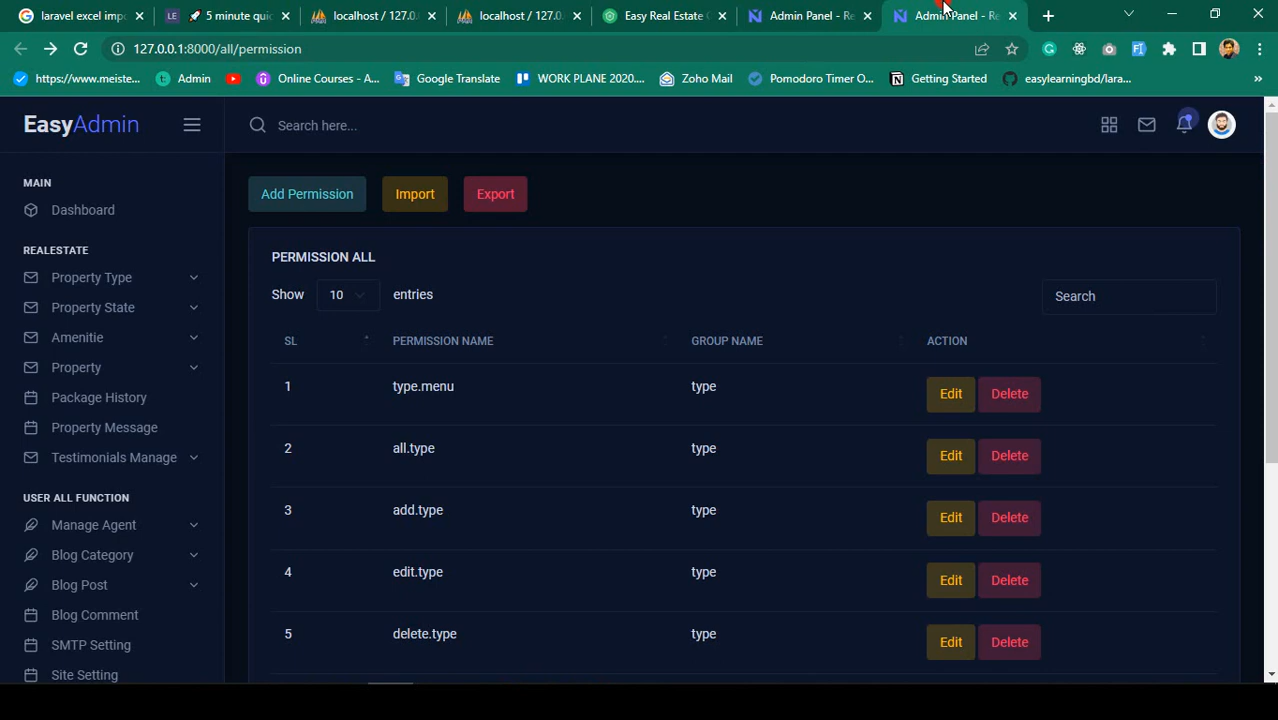 laravel excel impo
LE 5 minute quic
localhost / 127.0.
localhost / 127.0.
Easy Real Estate
Admin Panel - Re
Panel - Re
127.0.0.1:8000/all/permission
https://www.meiste...
Admin
Online Courses - A...
Google Translate
WORK PLANE 2020....
Zoho Mail
Pomodoro Timer O...
Getting Started
easylearningbd/lara...
»
EasyAdmin
Search here...
MAIN
Dashboard
REALESTATE
Property Type
Property State
Amenitie
Property
Package History
Property Message
Testimonials Manage
USER ALL FUNCTION
Manage Agent
Blog Category
Blog Post
Blog Comment
SMTP Setting
Site Setting
Add Permission Import Export
PERMISSION ALL
Show 10 entries Search
SL PERMISSION NAME GROUP NAME ACTION
1 type.menu type Edit Delete
2 all.type type Edit Delete
3 add.type type Edit Delete
4 edit.type type Edit Delete
5 delete.type type Edit Delete